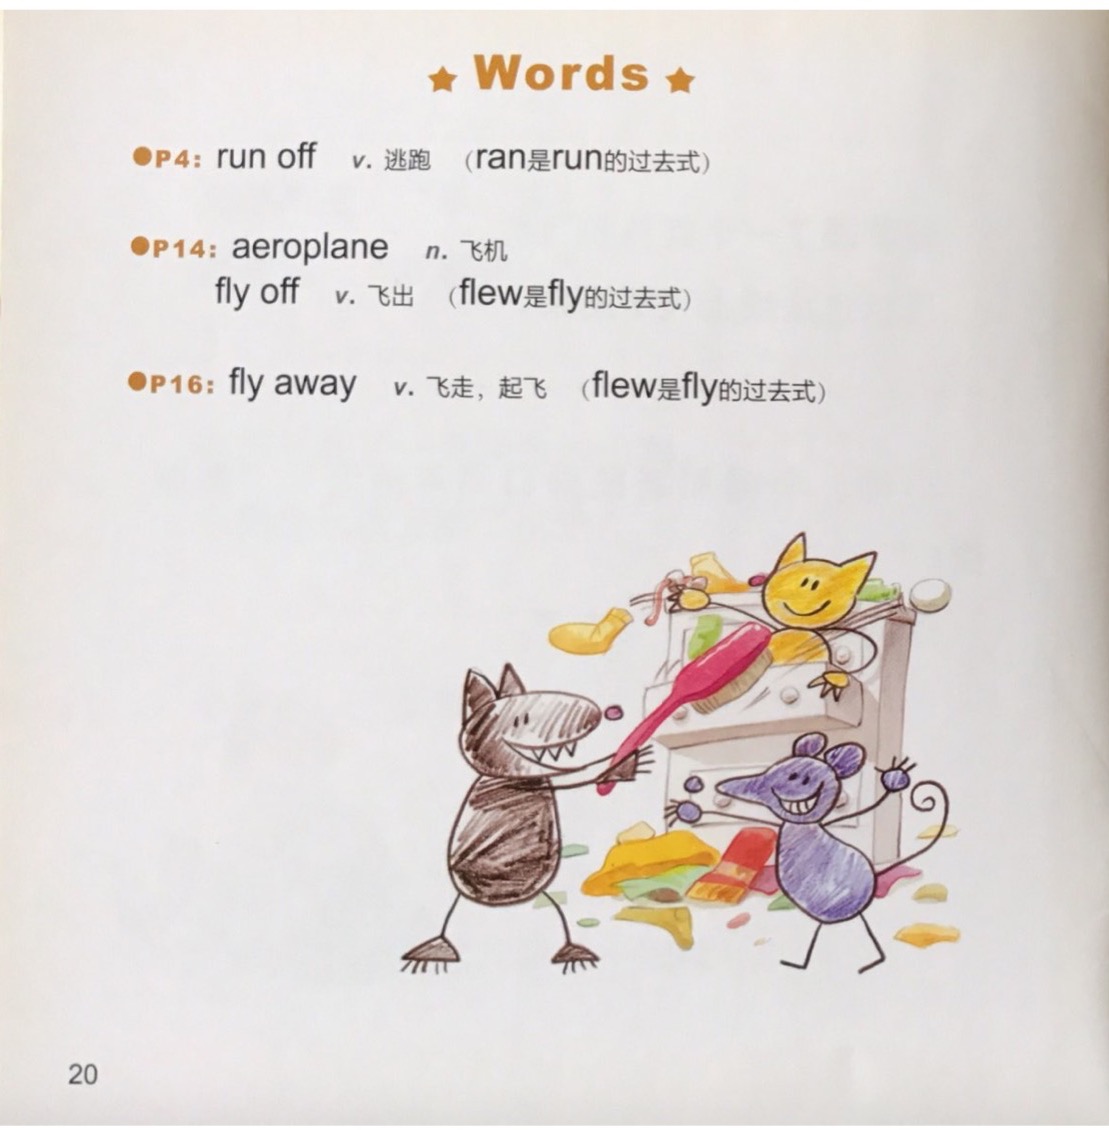 Words
P4: run off v. 逃跑 (ran是run的过去式)
P14: aeroplane n. 飞机
fly off v. 飞出 (flew是fly的过去式)
P16: fly away v. 飞走, 起飞 (flew是fly的过去式)
20